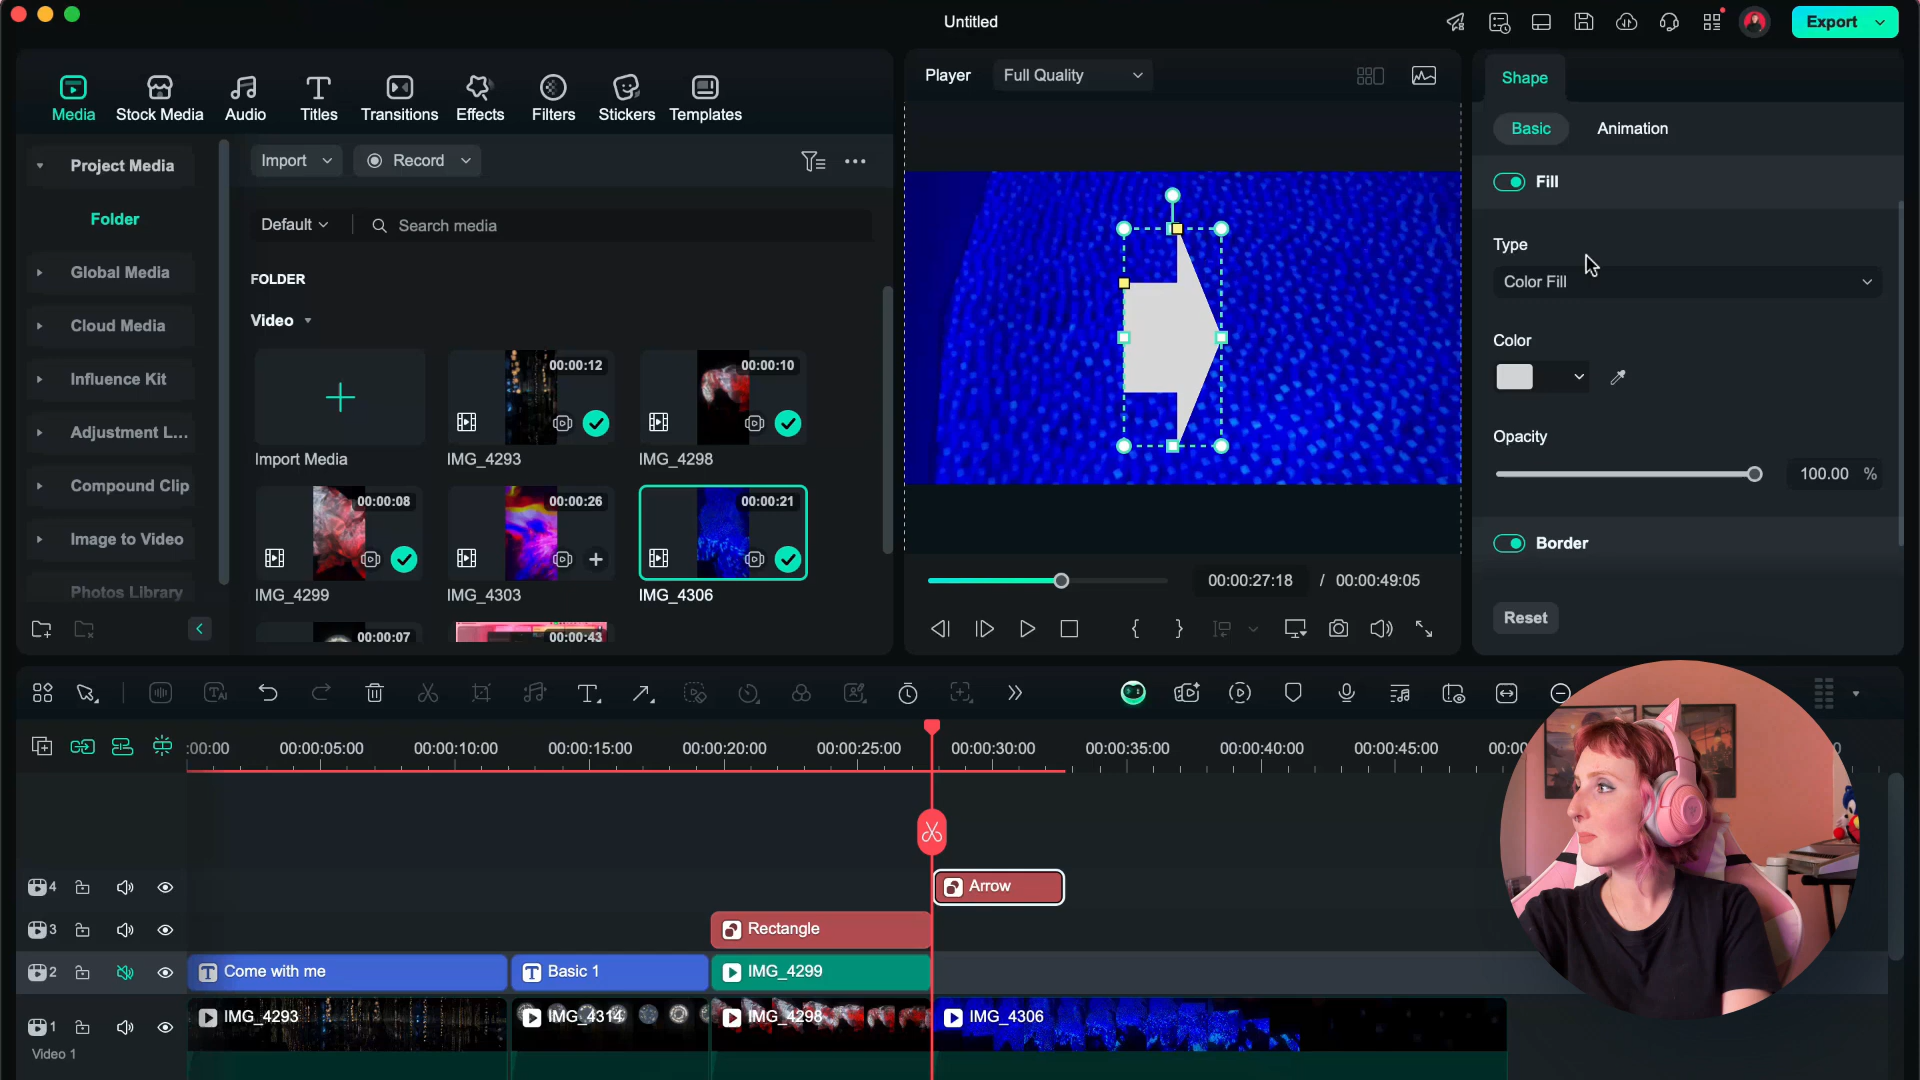 Untitled
Export
Media
Stock Media
Audio
Titles
Transitions
Effects
Filters
Stickers
Templates
Player
Full Quality
Shape
Project Media
Folder
Global Media
Cloud Media
Influence Kit
Adjustment L...
Compound Clip
Image to Video
Photos Library
Import
Record
Default
Search media
FOLDER
Video
Import Media
00:00:12
IMG_4293
00:00:10
IMG_4298
00:00:08
IMG_4299
00:00:26
IMG_4303
00:00:21
IMG_4306
00:00:07
00:00:43
00:00:27:18 / 00:00:49:05
Basic
Animation
Fill
Type
Color Fill
Color
Opacity
100.00 %
Border
Reset
:00:00
00:00:05:00
00:00:10:00
00:00:15:00
00:00:20:00
00:00:25:00
00:00:30:00
00:00:35:00
00:00:40:00
00:00:45:00
00:00
4
Arrow
3
Rectangle
2
Come with me
Basic 1
IMG_4299
1
IMG_4293
IMG_4314
IMG_4298
IMG_4306
Video 1